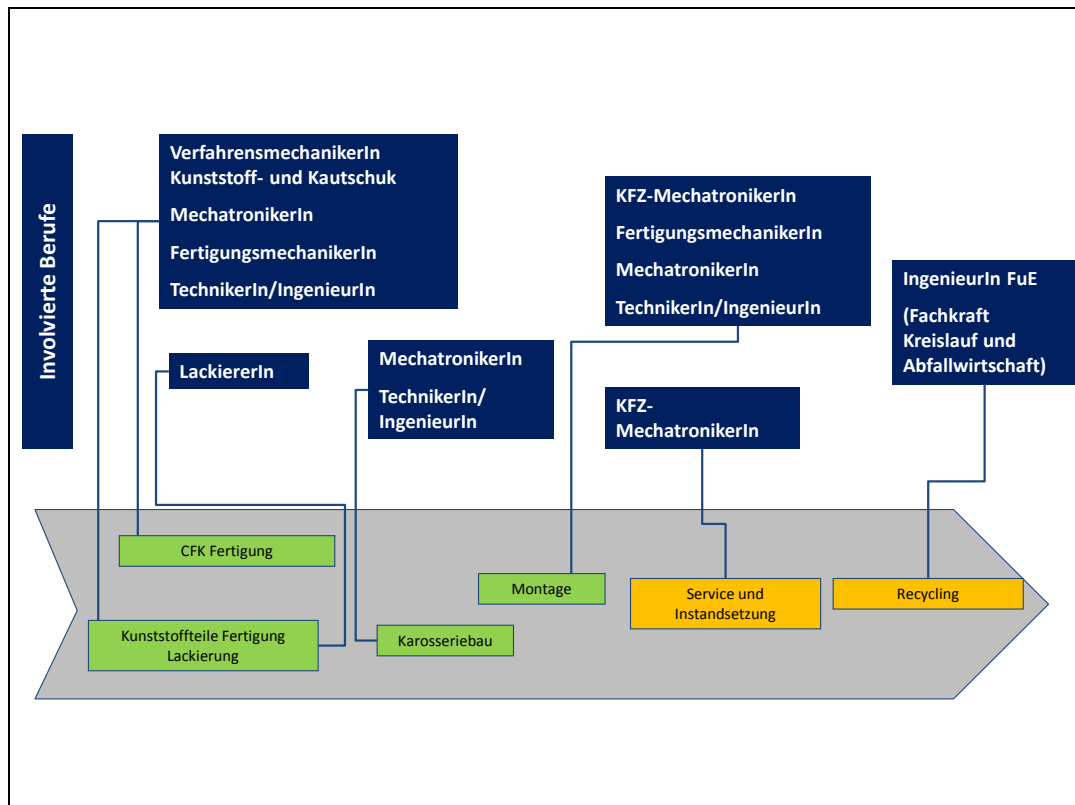 Involvierte Berufe
VerfahrensmechanikerIn
Kunststoff- und Kautschuk
MechatronikerIn
FertigungsmechanikerIn
TechnikerIn/IngenieurIn
LackiererIn
MechatronikerIn
TechnikerIn/
IngenieurIn
KFZ-MechatronikerIn
FertigungsmechanikerIn
MechatronikerIn
TechnikerIn/IngenieurIn
KFZ-
MechatronikerIn
IngenieurIn FuE
(Fachkraft
Kreislauf und
Abfallwirtschaft)
CFK Fertigung
Kunststoffteile Fertigung
Lackierung
Karosseriebau
Montage
Service und
Instandsetzung
Recycling